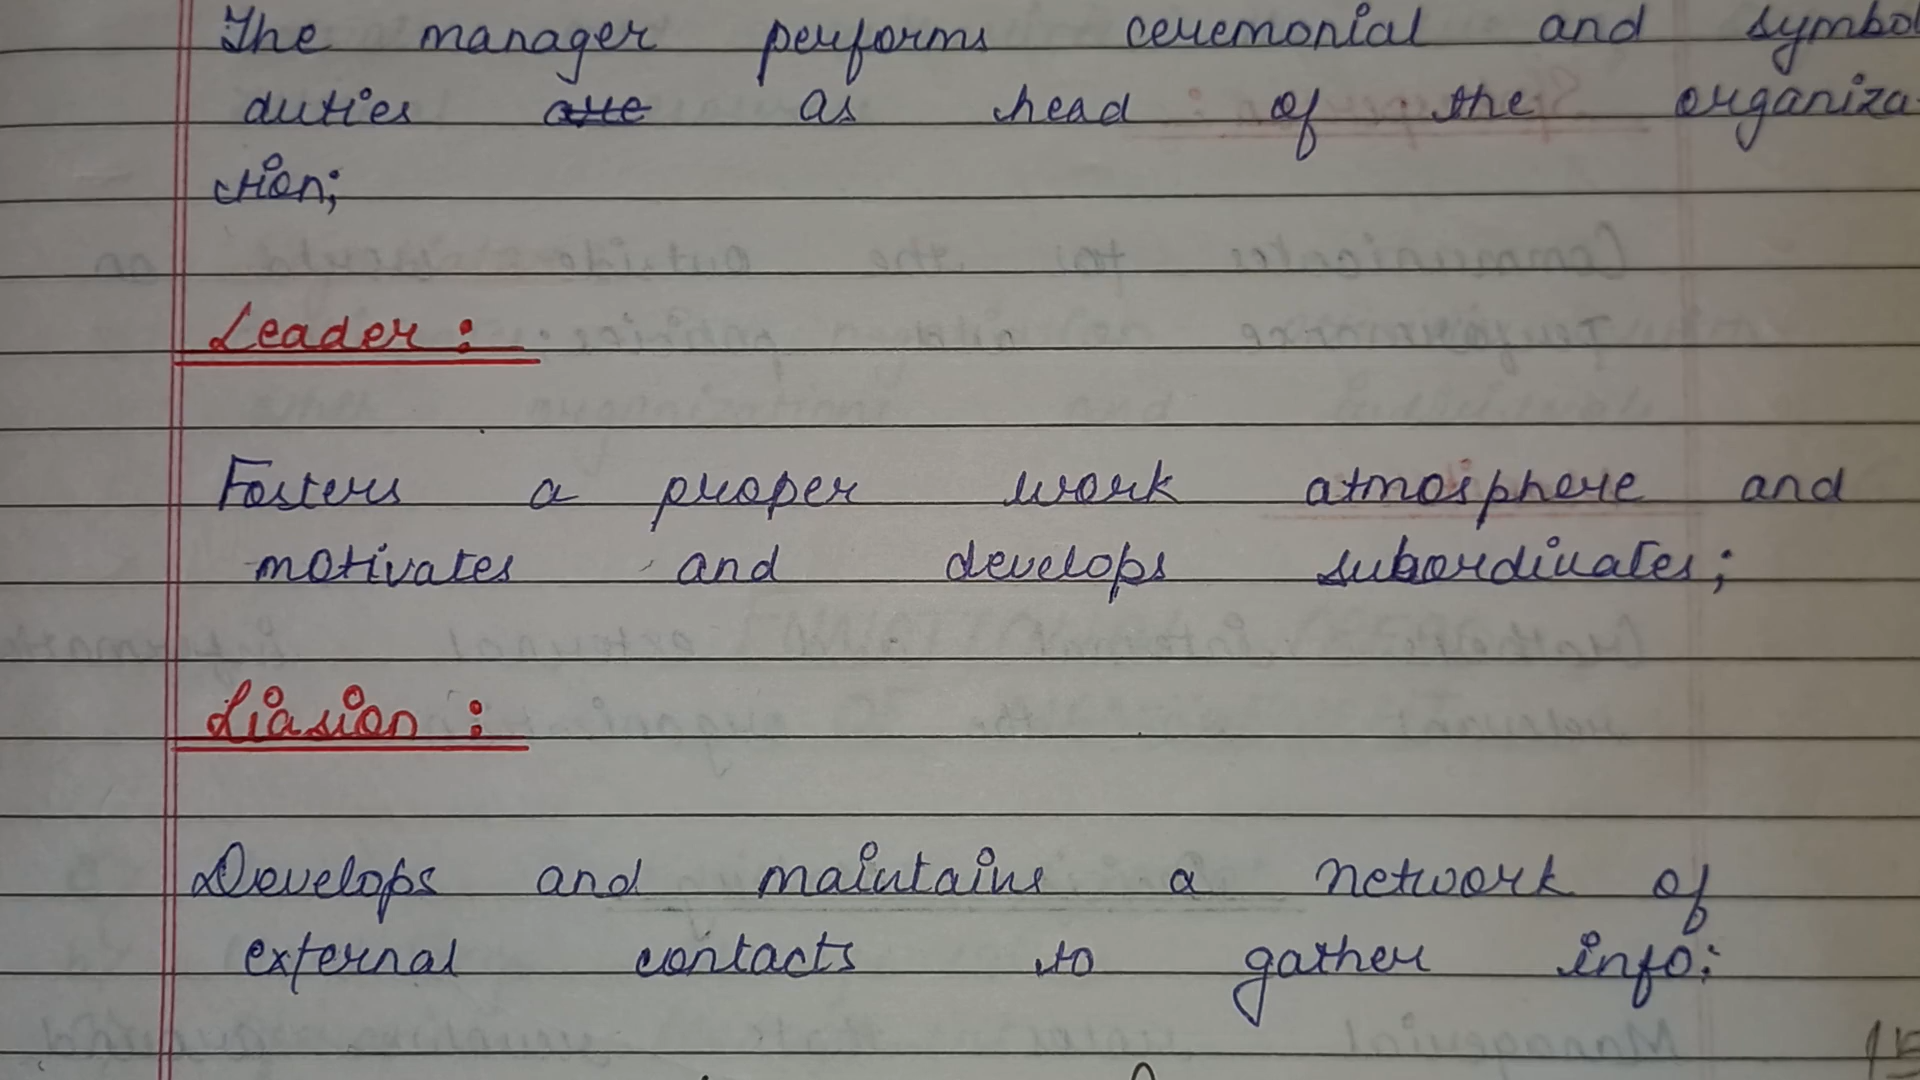 The manager performs ceremonial and symbol
duties as head of the organiza-
tion;
Leader :
Fosters a proper work atmosphere and
motivates and develops subordinates;
Liasion :
Develops and maintains a network of
external contacts to gather info: